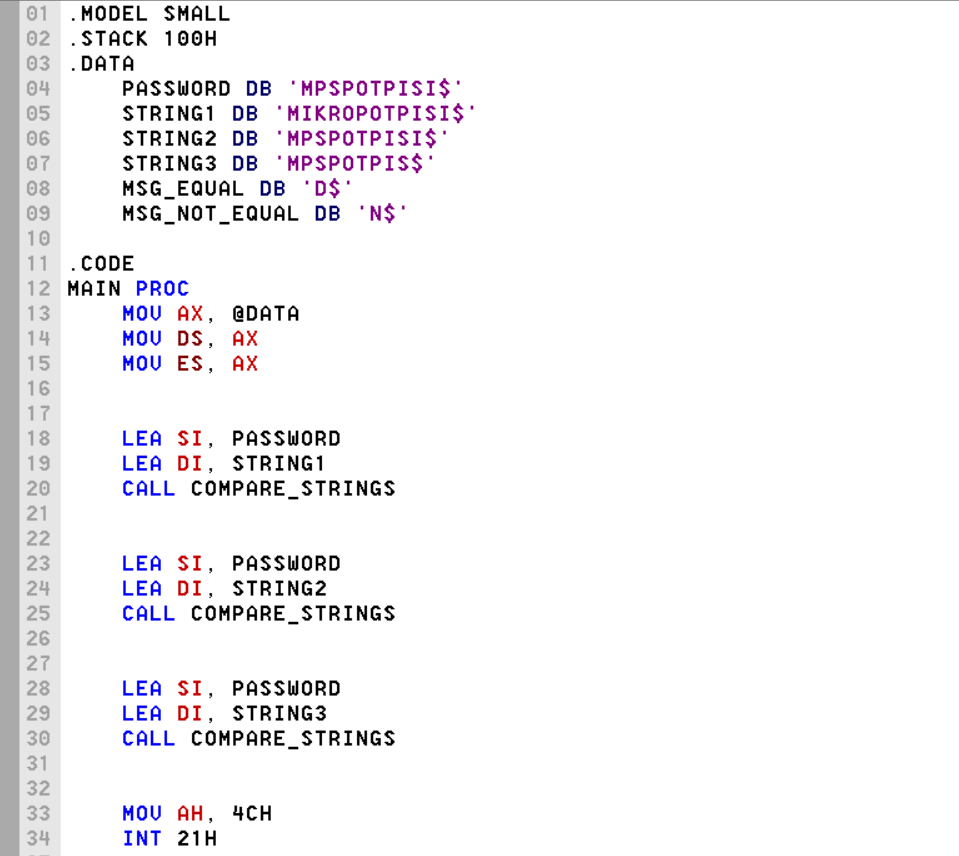 01 .MODEL SMALL
02 .STACK 100H
03 .DATA
04 PASSWORD DB 'MPSPOTPISI$'
05 STRING1 DB 'MIKROPOTPISI$'
06 STRING2 DB 'MPSPOTPISI$'
07 STRING3 DB 'MPSPOTPIS$'
08 MSG_EQUAL DB 'D$'
09 MSG_NOT_EQUAL DB 'N$'
10
11 .CODE
12 MAIN PROC
13 MOV AX, @DATA
14 MOV DS, AX
15 MOV ES, AX
16
17
18 LEA SI, PASSWORD
19 LEA DI, STRING1
20 CALL COMPARE_STRINGS
21
22
23 LEA SI, PASSWORD
24 LEA DI, STRING2
25 CALL COMPARE_STRINGS
26
27
28 LEA SI, PASSWORD
29 LEA DI, STRING3
30 CALL COMPARE_STRINGS
31
32
33 MOV AH, 4CH
34 INT 21H